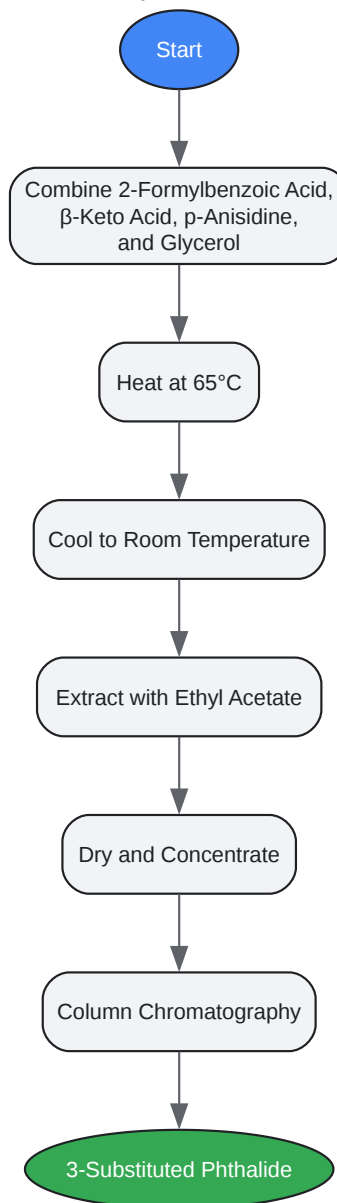 Start
Combine 2-Formylbenzoic Acid,
β-Keto Acid, p-Anisidine,
and Glycerol
Heat at 65°C
Cool to Room Temperature
Extract with Ethyl Acetate
Dry and Concentrate
Column Chromatography
3-Substituted Phthalide